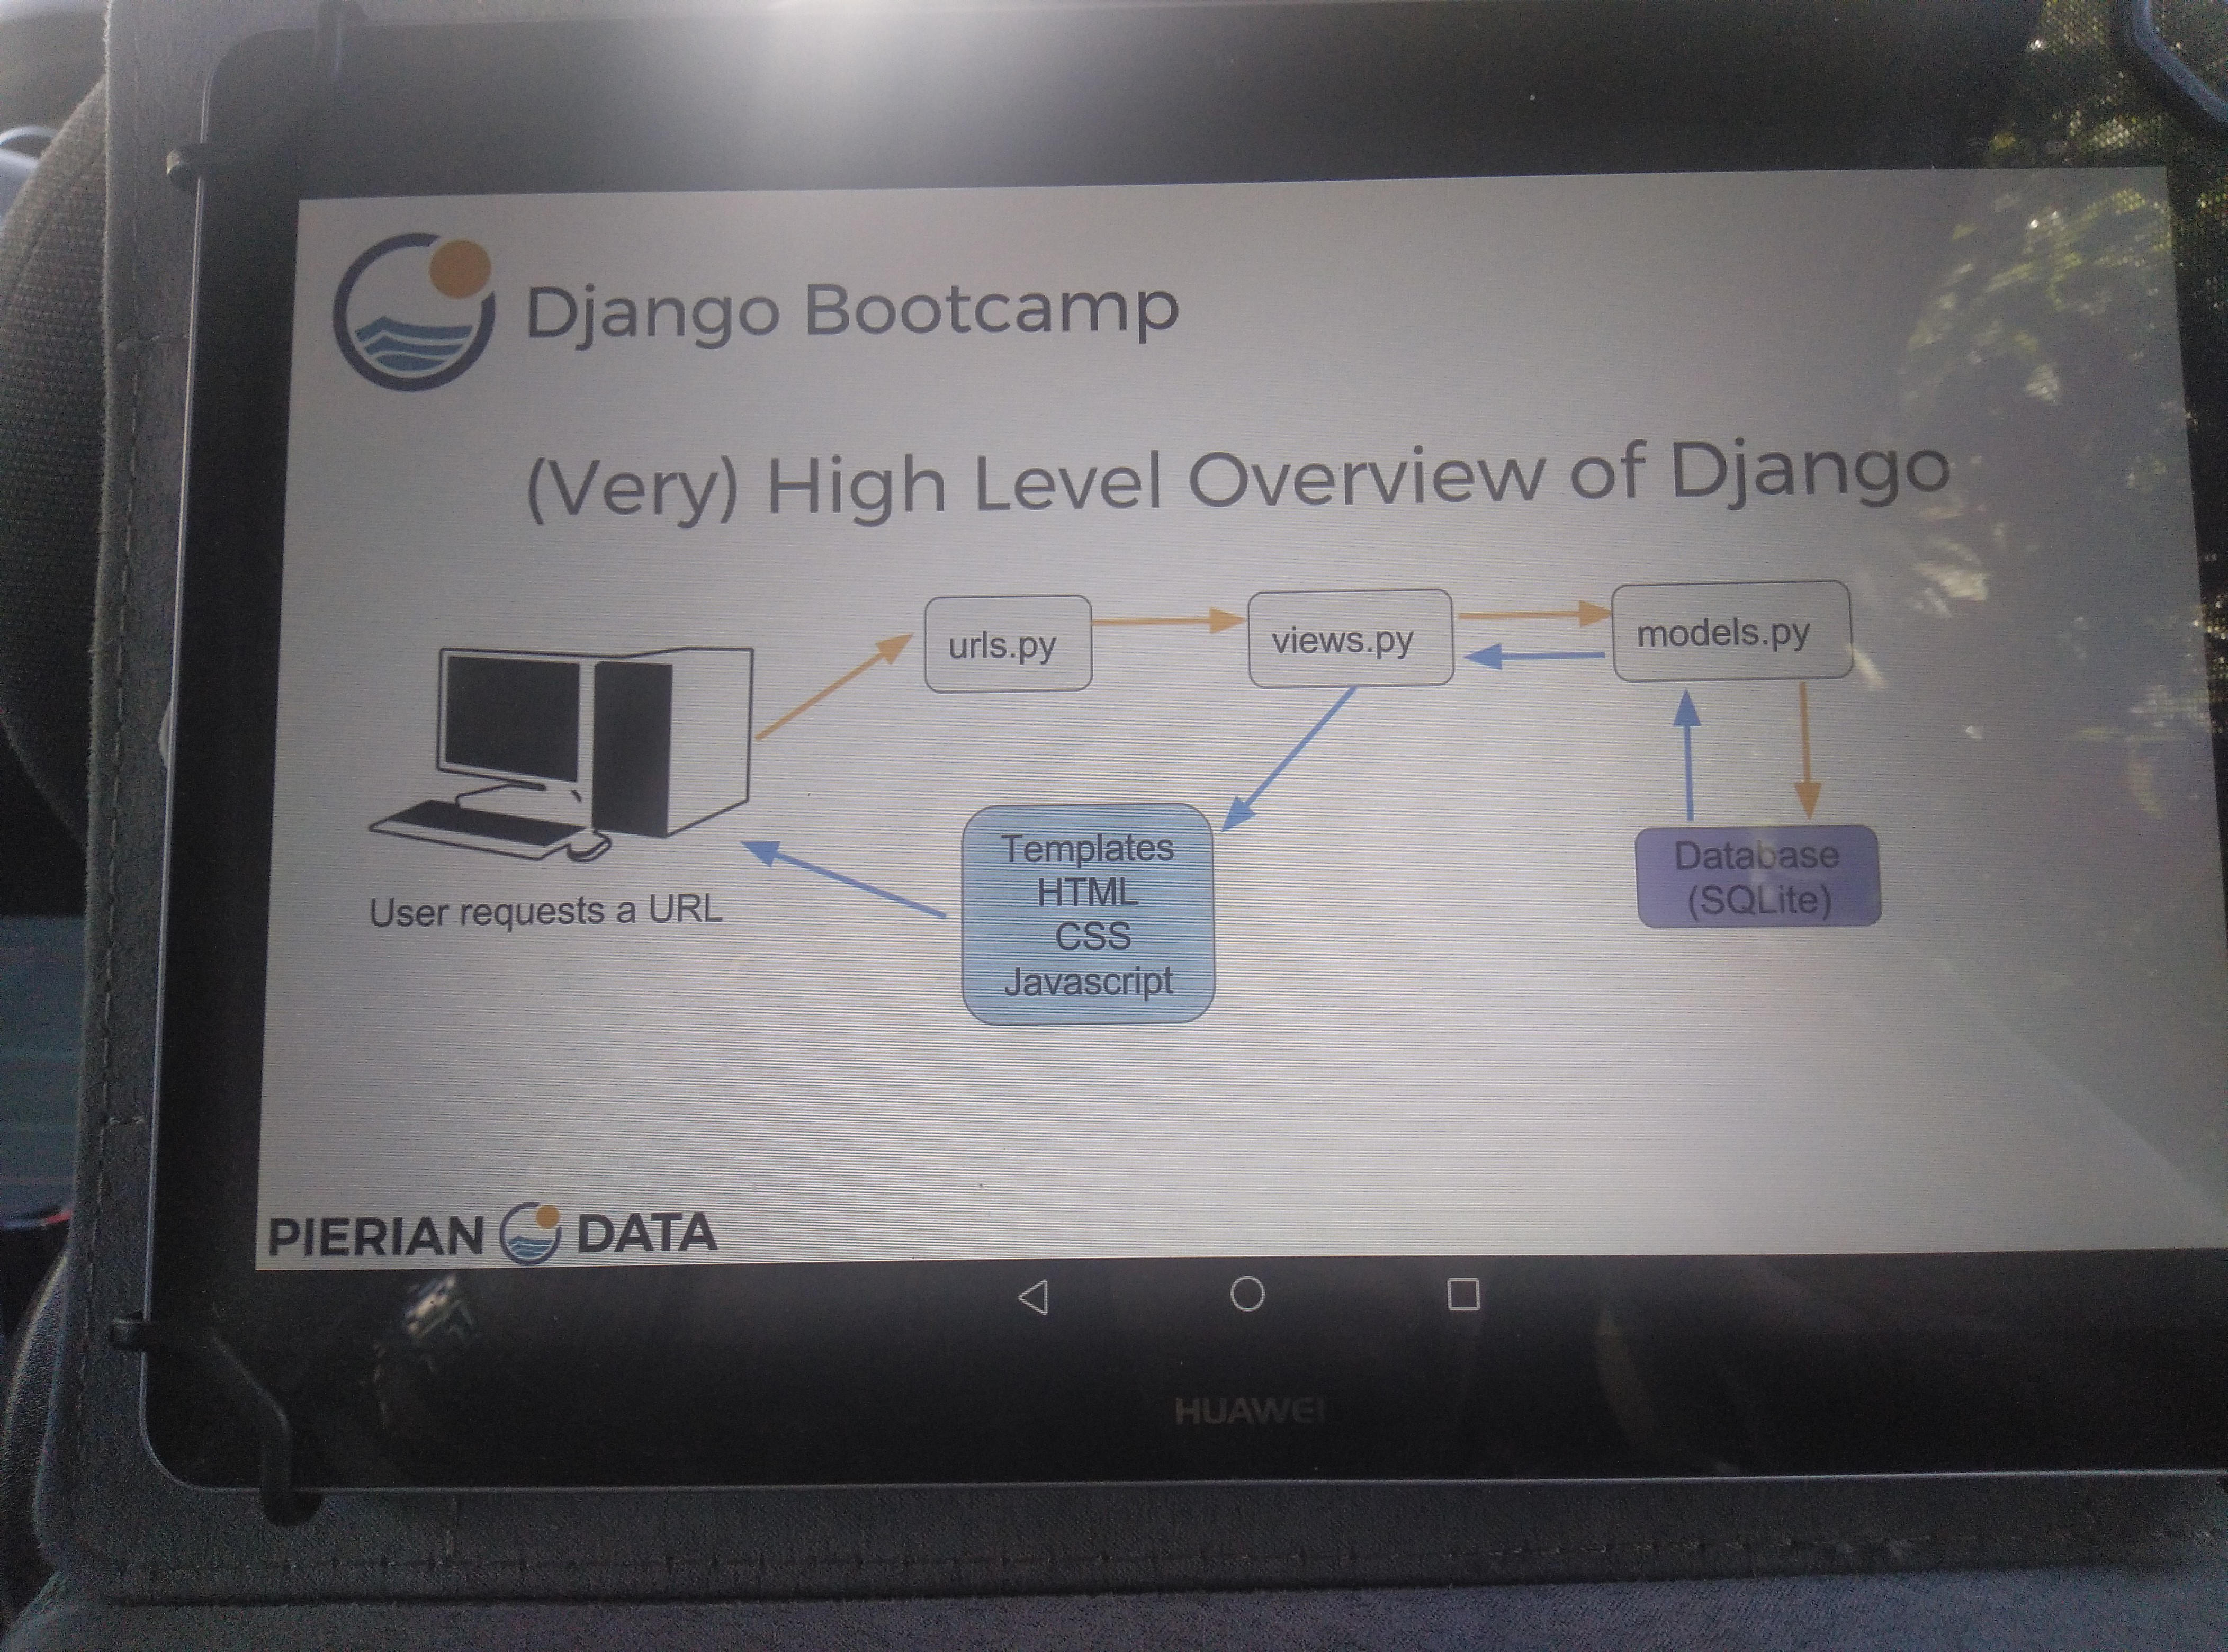 Django Bootcamp
(Very) High Level Overview of Django
urls.py
views.py
models.py
Templates
HTML
CSS
Javascript
Database
(SQLite)
User requests a URL
PIERIAN DATA
HUAWEI